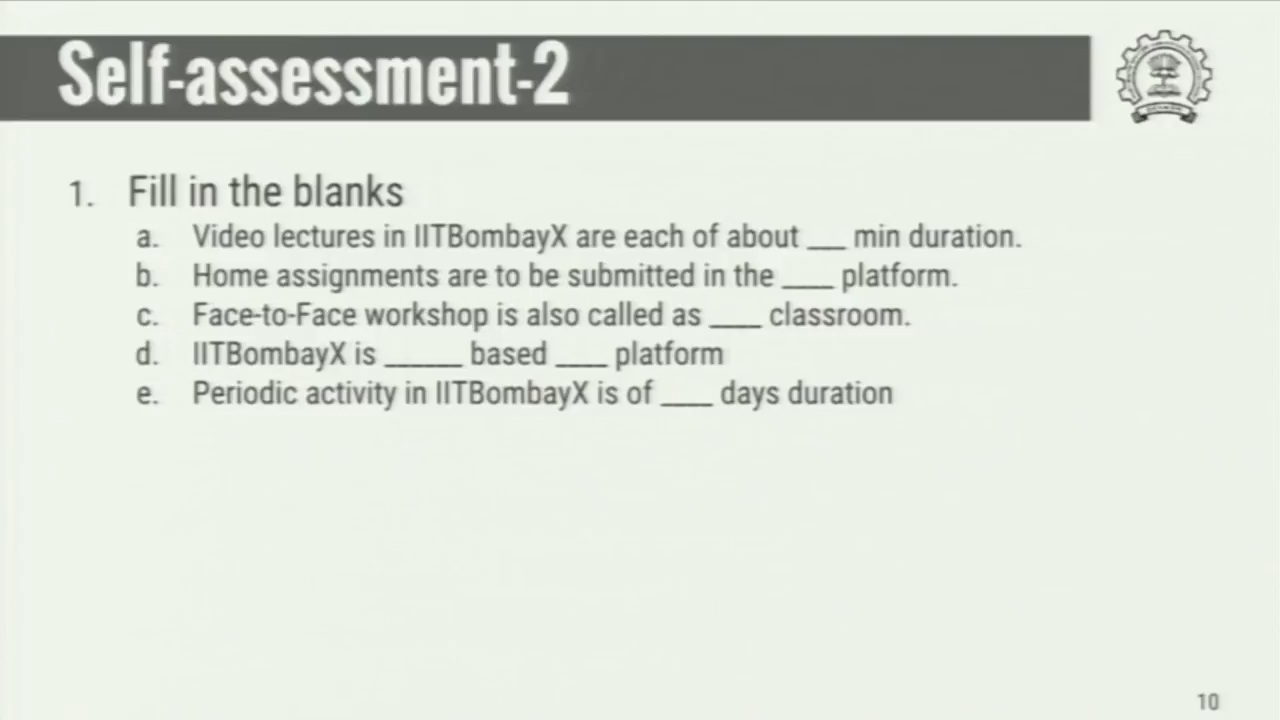 Self-assessment-2
1. Fill in the blanks
a. Video lectures in IITBombayX are each of about ___ min duration.
b. Home assignments are to be submitted in the ____ platform.
c. Face-to-Face workshop is also called as ____ classroom.
d. IITBombayX is ______ based ____ platform
e. Periodic activity in IITBombayX is of ____ days duration
10